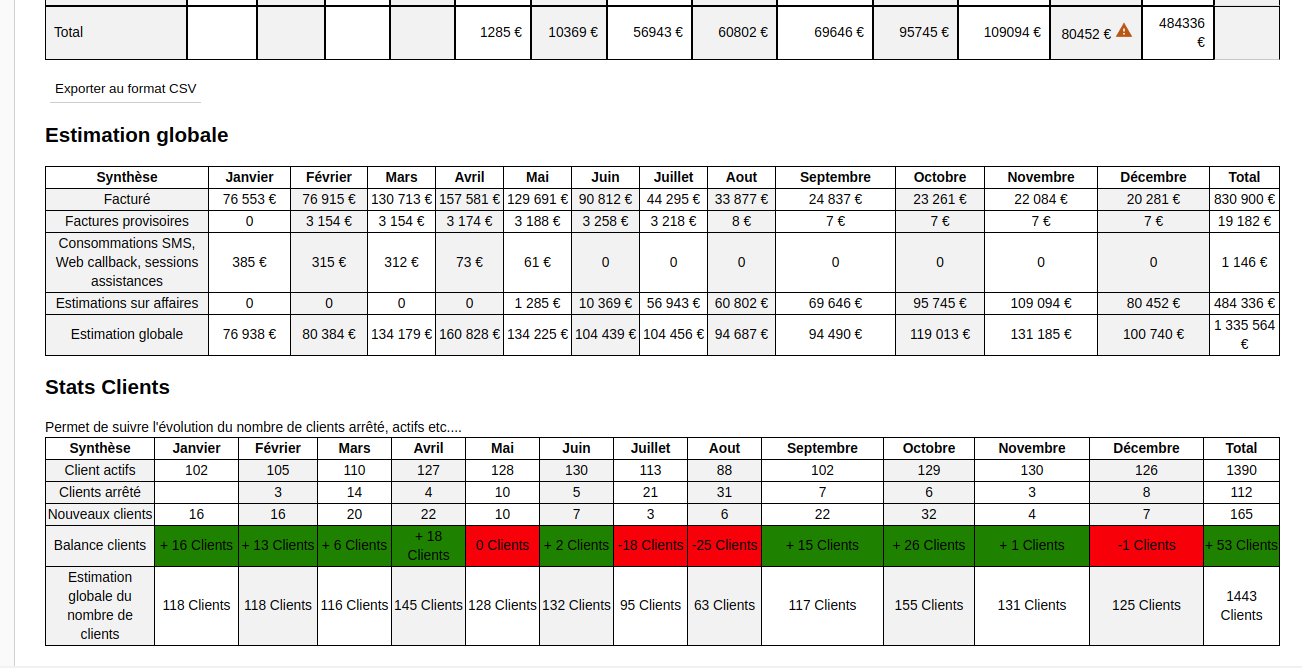 Total 1285 € 10369 € 56943 € 60802 € 69646 € 95745 € 109094 € 80452 € 484336 €
Exporter au format CSV
Estimation globale
Synthèse Janvier Février Mars Avril Mai Juin Juillet Aout Septembre Octobre Novembre Décembre Total
Facturé 76 553 € 76 915 € 130 713 € 157 581 € 129 691 € 90 812 € 44 295 € 33 877 € 24 837 € 23 261 € 22 084 € 20 281 € 830 900 €
Factures provisoires 0 3 154 € 3 154 € 3 174 € 3 188 € 3 258 € 3 218 € 8 € 7 € 7 € 7 € 7 € 19 182 €
Consommations SMS, Web callback, sessions assistances 385 € 315 € 312 € 73 € 61 € 0 0 0 0 0 0 0 1 146 €
Estimations sur affaires 0 0 0 0 1 285 € 10 369 € 56 943 € 60 802 € 69 646 € 95 745 € 109 094 € 80 452 € 484 336 €
Estimation globale 76 938 € 80 384 € 134 179 € 160 828 € 134 225 € 104 439 € 104 456 € 94 687 € 94 490 € 119 013 € 131 185 € 100 740 € 1 335 564 €
Stats Clients
Permet de suivre l'évolution du nombre de clients arrêté, actifs etc....
Synthèse Janvier Février Mars Avril Mai Juin Juillet Aout Septembre Octobre Novembre Décembre Total
Client actifs 102 105 110 127 128 130 113 88 102 129 130 126 1390
Clients arrêté 3 14 4 10 5 21 31 7 6 3 8 112
Nouveaux clients 16 16 20 22 10 7 3 6 22 32 4 7 165
Balance clients + 16 Clients + 13 Clients + 6 Clients + 18 Clients 0 Clients + 2 Clients -18 Clients -25 Clients + 15 Clients + 26 Clients + 1 Clients -1 Clients + 53 Clients
Estimation globale du nombre de clients 118 Clients 118 Clients 116 Clients 145 Clients 128 Clients 132 Clients 95 Clients 63 Clients 117 Clients 155 Clients 131 Clients 125 Clients 1443 Clients